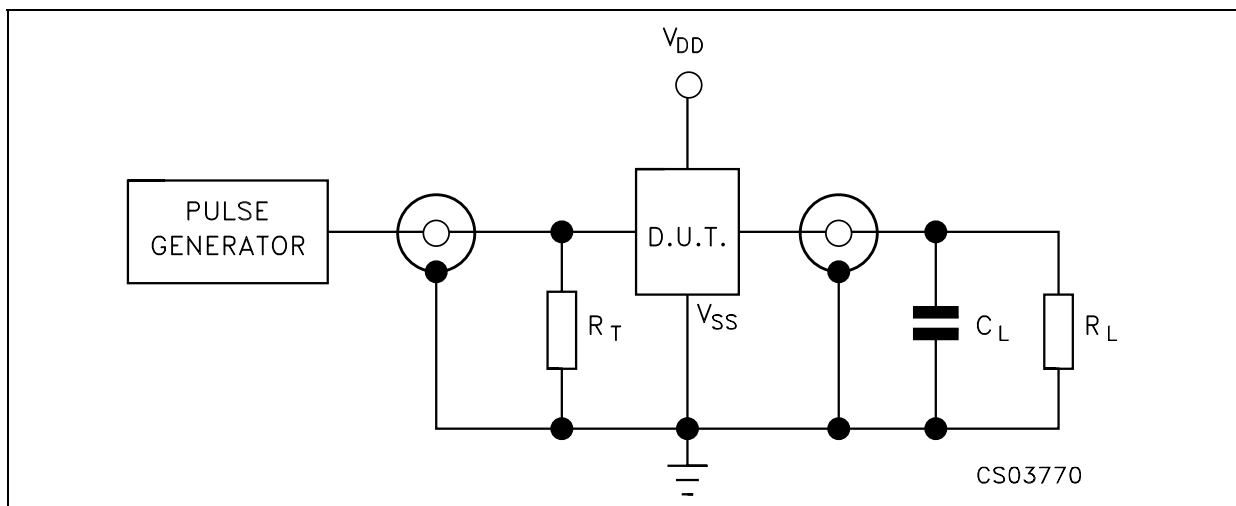 VDD
PULSE
GENERATOR
D.U.T.
VSS
RT
CL
RL
CS03770